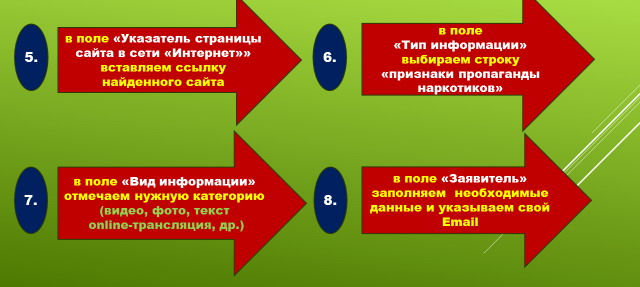 5.
в поле «Указатель страницы
сайта в сети «Интернет»»
вставляем ссылку
найденного сайта
6.
в поле
«Тип информации»
выбираем строку
«признаки пропаганды
наркотиков»
7.
в поле «Вид информации»
отмечаем нужную категорию
(видео, фото, текст
online-трансляция, др.)
8.
в поле «Заявитель»
заполняем необходимые
данные и указываем свой
Email